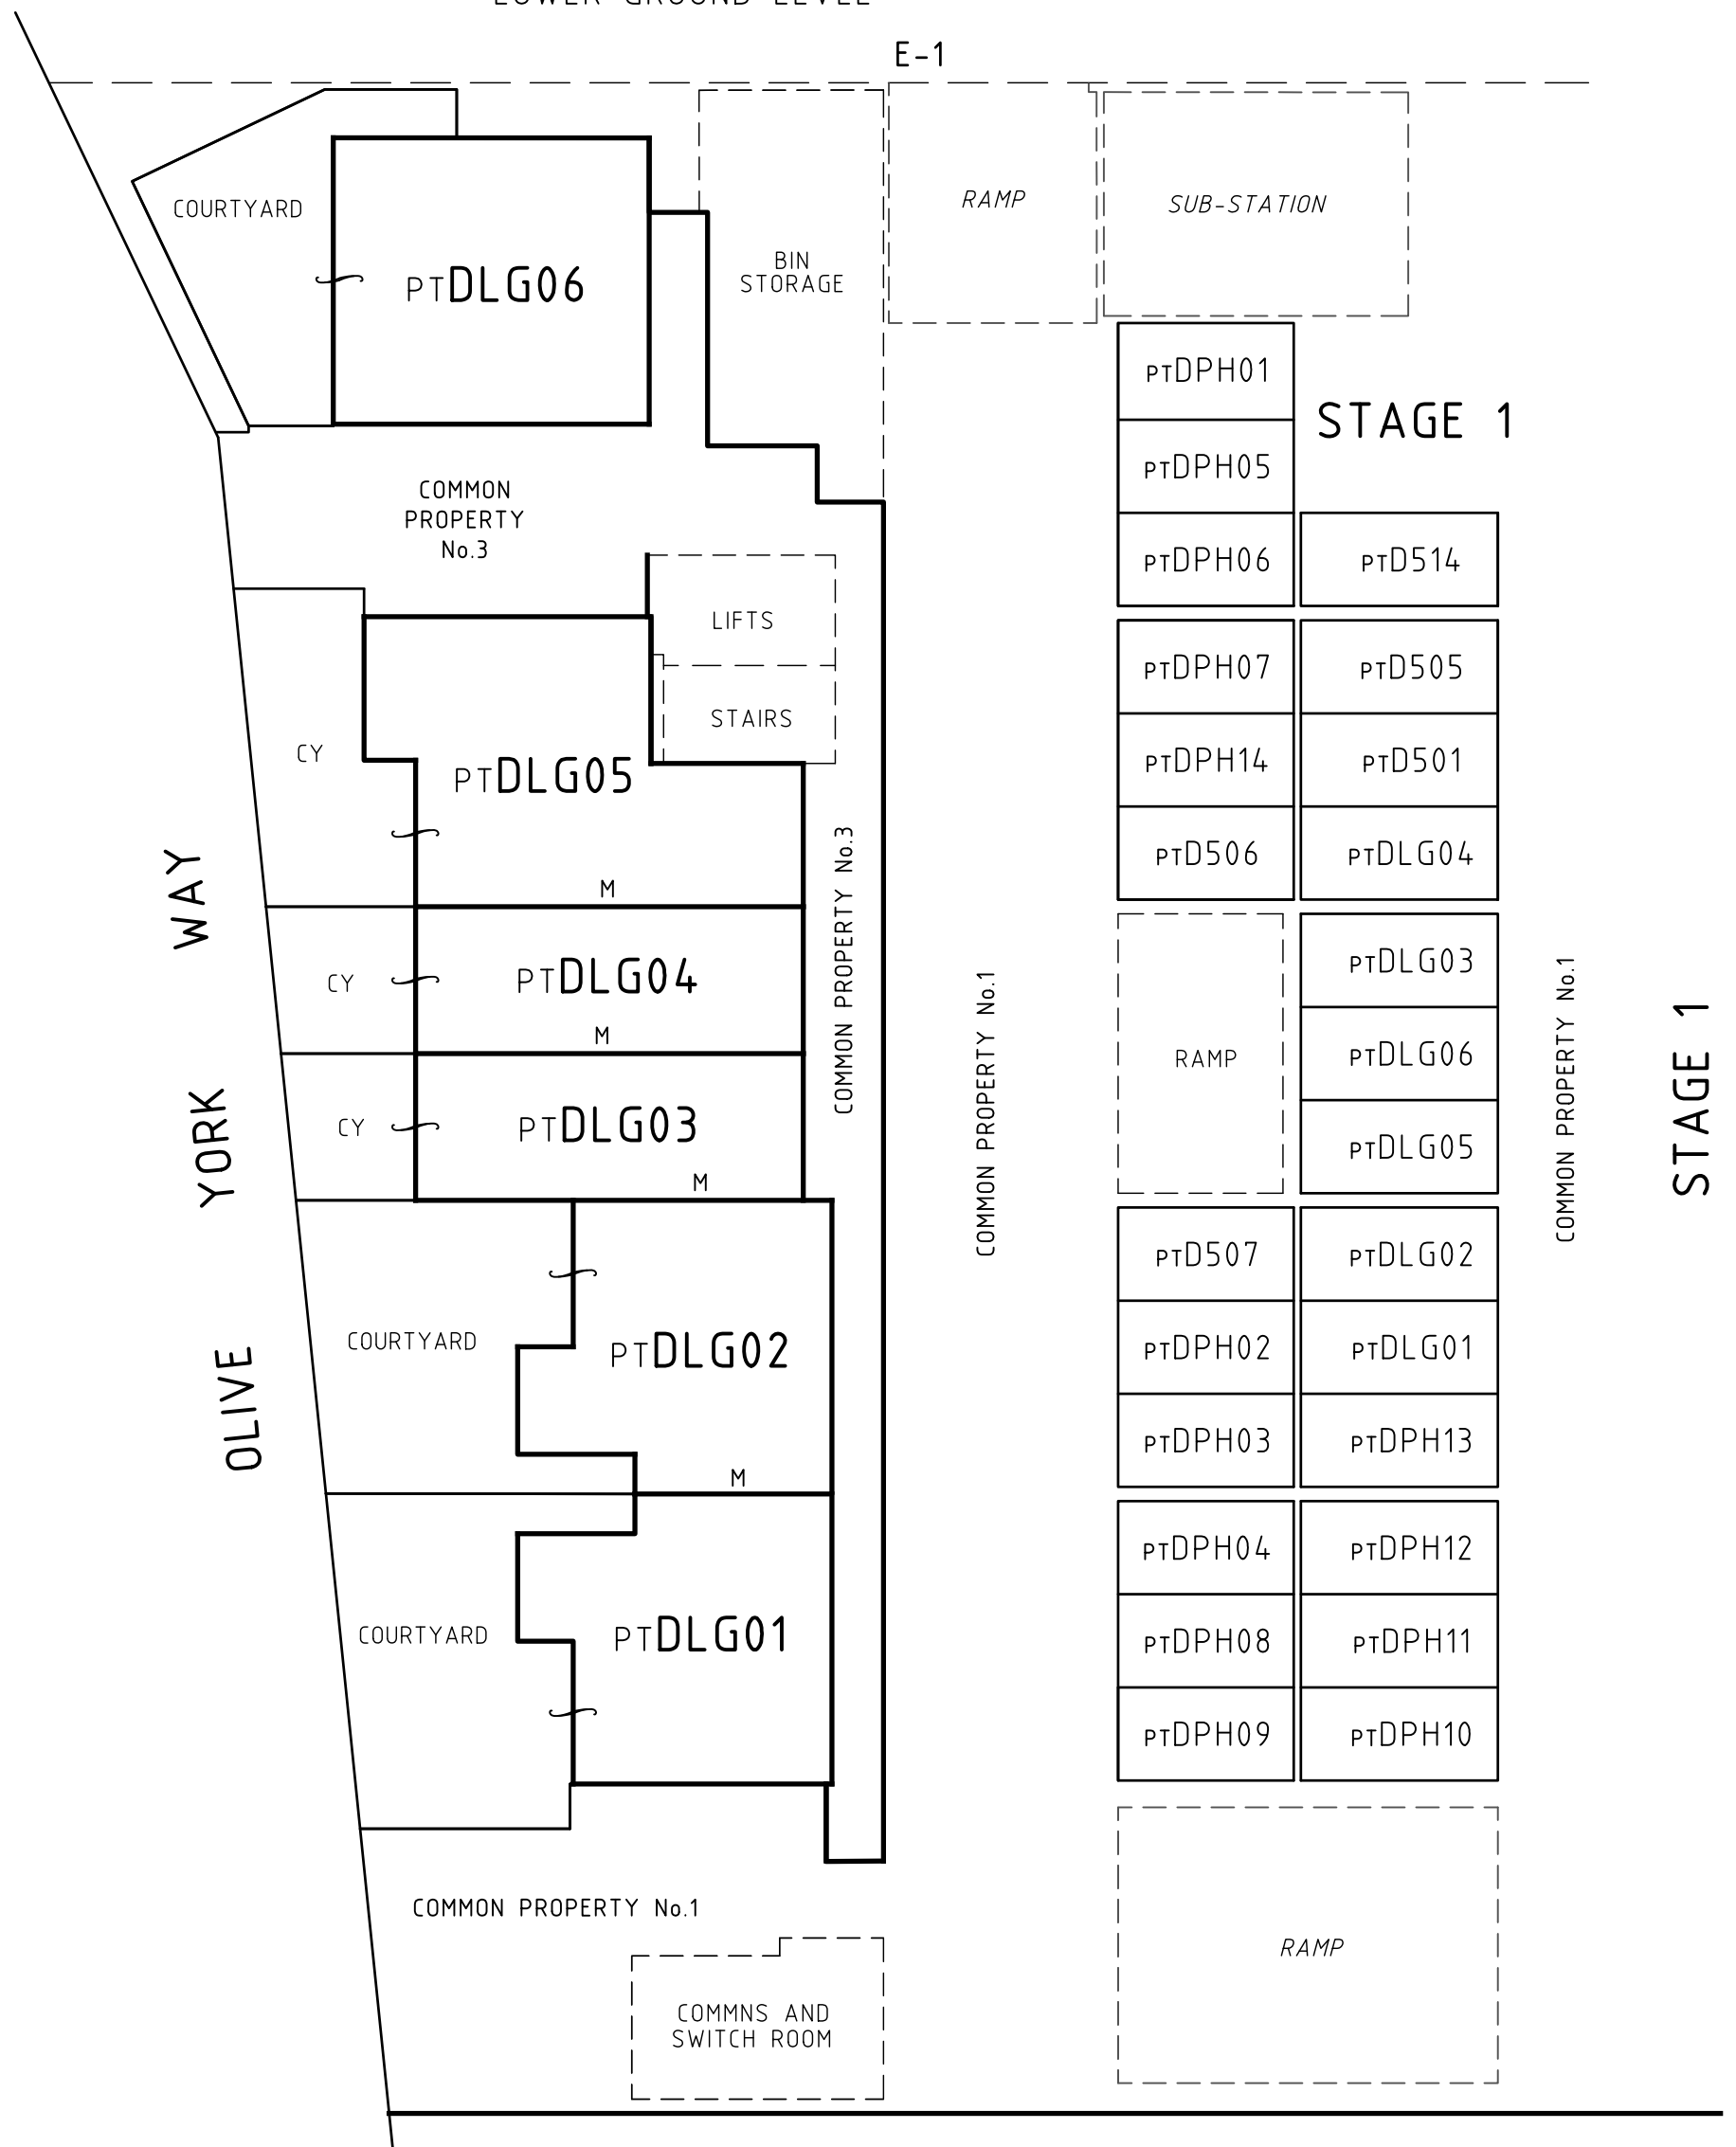 LOWER GROUND LEVEL
E-1
COURTYARD
PTDLG06
BIN
STORAGE
RAMP
SUB-STATION
PTDPH01
STAGE 1
PTDPH05
COMMON
PROPERTY
No.3
PTDPH06
PTD514
LIFTS
STAIRS
PTDPH07
PTD505
CY
PTDLG05
PTDPH14
PTD501
M
PTD506
PTDLG04
WAY
YORK
OLIVE
CY
PTDLG04
M
COMMON PROPERTY No.3
COMMON PROPERTY No.1
PTDLG03
RAMP
PTDLG06
PTDLG05
COMMON PROPERTY No.1
STAGE 1
CY
PTDLG03
M
COURTYARD
PTDLG02
M
PTD507
PTDLG02
PTDPH02
PTDLG01
PTDPH03
PTDPH13
COURTYARD
PTDLG01
PTDPH04
PTDPH12
PTDPH08
PTDPH11
PTDPH09
PTDPH10
COMMON PROPERTY No.1
RAMP
COMMNS AND
SWITCH ROOM